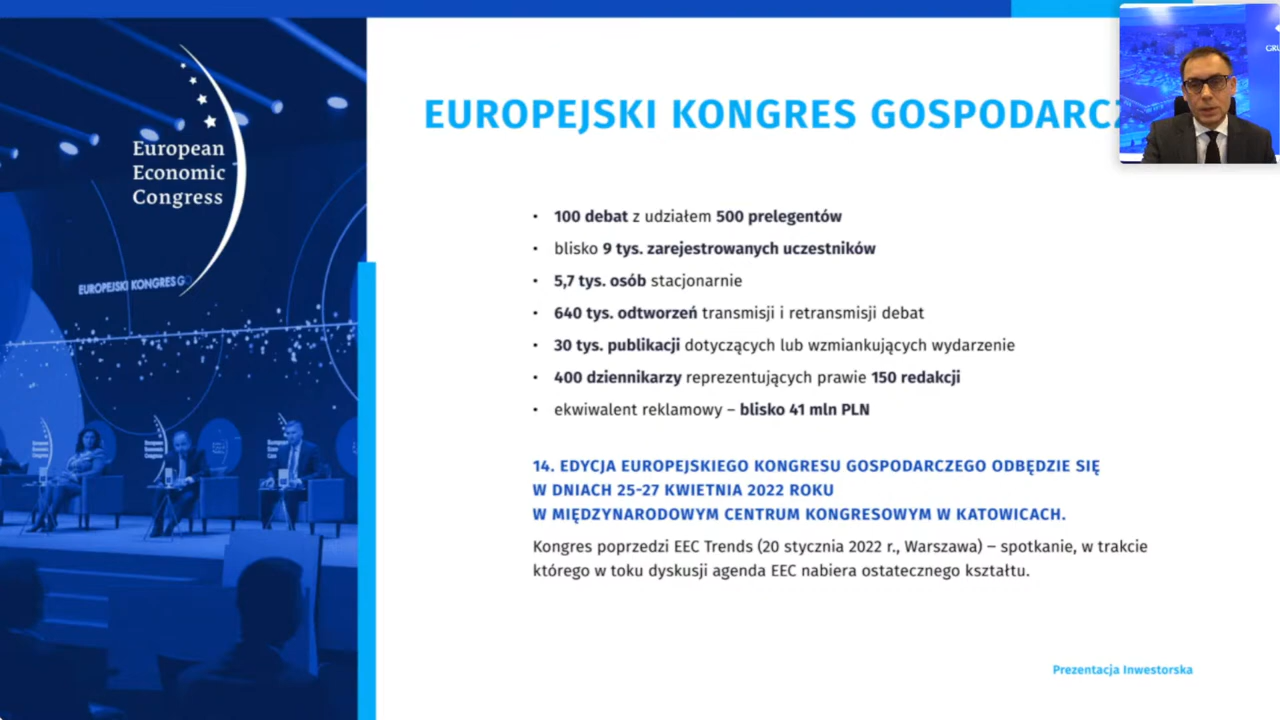 European
Economic
Congress
EUROPEJSKI KONGRES GO
EUROPEJSKI KONGRES GOSPODARCZ
• 100 debat z udziałem 500 prelegentów
• blisko 9 tys. zarejestrowanych uczestników
• 5,7 tys. osób stacjonarnie
• 640 tys. odtworzeń transmisji i retransmisji debat
• 30 tys. publikacji dotyczących lub wzmiankujących wydarzenie
• 400 dziennikarzy reprezentujących prawie 150 redakcji
• ekwiwalent reklamowy – blisko 41 mln PLN
14. EDYCJA EUROPEJSKIEGO KONGRESU GOSPODARCZEGO ODBĘDZIE SIĘ
W DNIACH 25-27 KWIETNIA 2022 ROKU
W MIĘDZYNARODOWYM CENTRUM KONGRESOWYM W KATOWICACH.
Kongres poprzedzi EEC Trends (20 stycznia 2022 r., Warszawa) – spotkanie, w trakcie
którego w toku dyskusji agenda EEC nabiera ostatecznego kształtu.
Prezentacja Inwestorska